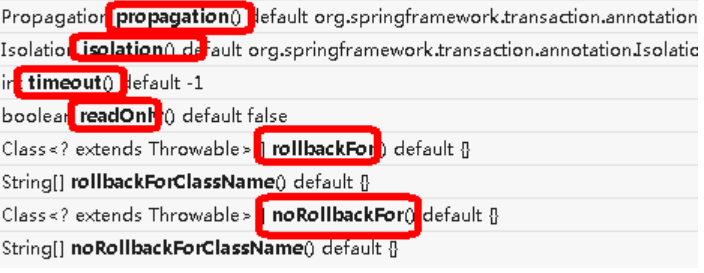 Propagation propagation() default org.springframework.transaction.annotation
Isolation isolation() default org.springframework.transaction.annotation.Isolatio
int timeout() default -1
boolean readOnly() default false
Class<? extends Throwable>[] rollbackFor() default {}
String[] rollbackForClassName() default {}
Class<? extends Throwable>[] noRollbackFor() default {}
String[] noRollbackForClassName() default {}